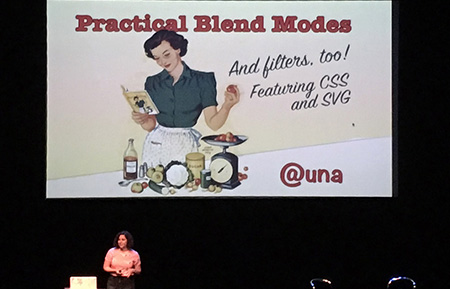 Practical Blend Modes
And filters, too!
Featuring CSS
and SVG
@una